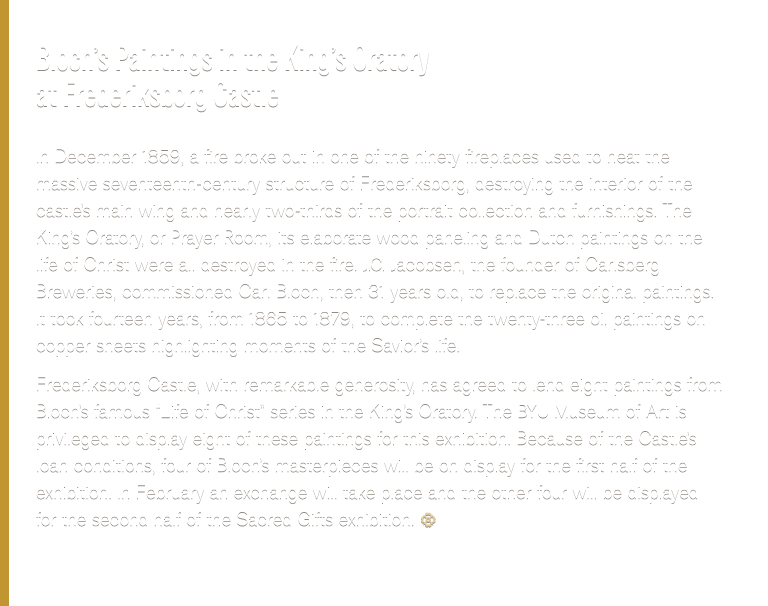 Bloch's Paintings in the King's Oratory
at Frederiksborg Castle
In December 1859, a fire broke out in one of the ninety fireplaces used to heat the
massive seventeenth-century structure of Frederiksborg, destroying the interior of the
castle's main wing and nearly two-thirds of the portrait collection and furnishings. The
King's Oratory, or Prayer Room, its elaborate wood paneling and Dutch paintings on the
life of Christ were all destroyed in the fire. J.C. Jacobsen, the founder of Carlsberg
Breweries, commissioned Carl Bloch, then 31 years old, to replace the original paintings.
It took fourteen years, from 1865 to 1879, to complete the twenty-three oil paintings on
copper sheets highlighting moments of the Savior's life.
Frederiksborg Castle, with remarkable generosity, has agreed to lend eight paintings from
Bloch's famous "Life of Christ" series in the King's Oratory. The BYU Museum of Art is
privileged to display eight of these paintings for this exhibition. Because of the Castle's
loan conditions, four of Bloch's masterpieces will be on display for the first half of the
exhibition. In February an exchange will take place and the other four will be displayed
for the second half of the Sacred Gifts exhibition.